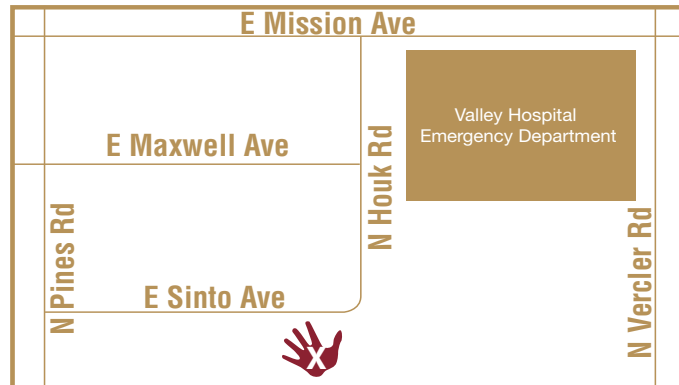 E Mission Ave
Valley Hospital
Emergency Department
E Maxwell Ave
N Houk Rd
N Pines Rd
N Vercler Rd
E Sinto Ave
X